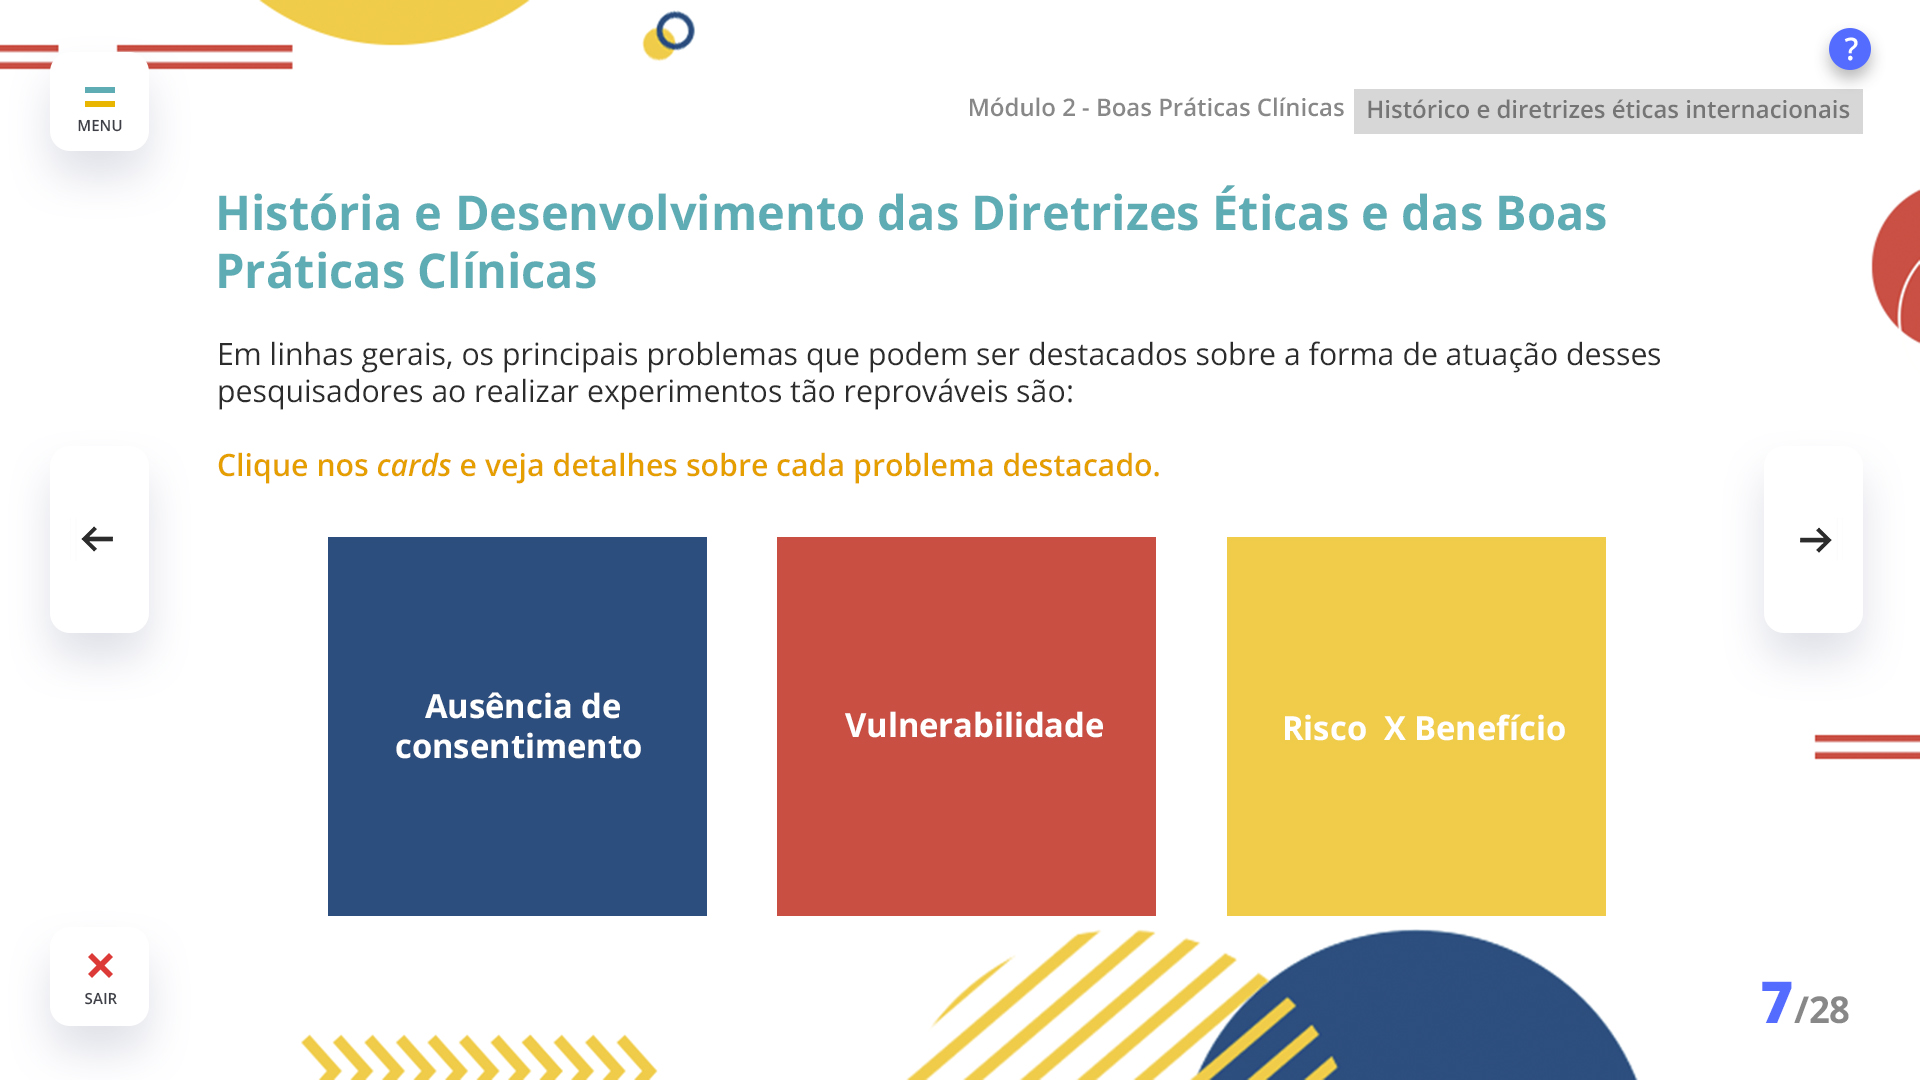 ?
MENU
Módulo 2 - Boas Práticas Clínicas
Histórico e diretrizes éticas internacionais
História e Desenvolvimento das Diretrizes Éticas e das Boas
Práticas Clínicas
Em linhas gerais, os principais problemas que podem ser destacados sobre a forma de atuação desses
pesquisadores ao realizar experimentos tão reprováveis são:
Clique nos cards e veja detalhes sobre cada problema destacado.
Ausência de
consentimento
Vulnerabilidade
Risco  X Benefício
SAIR
7/28